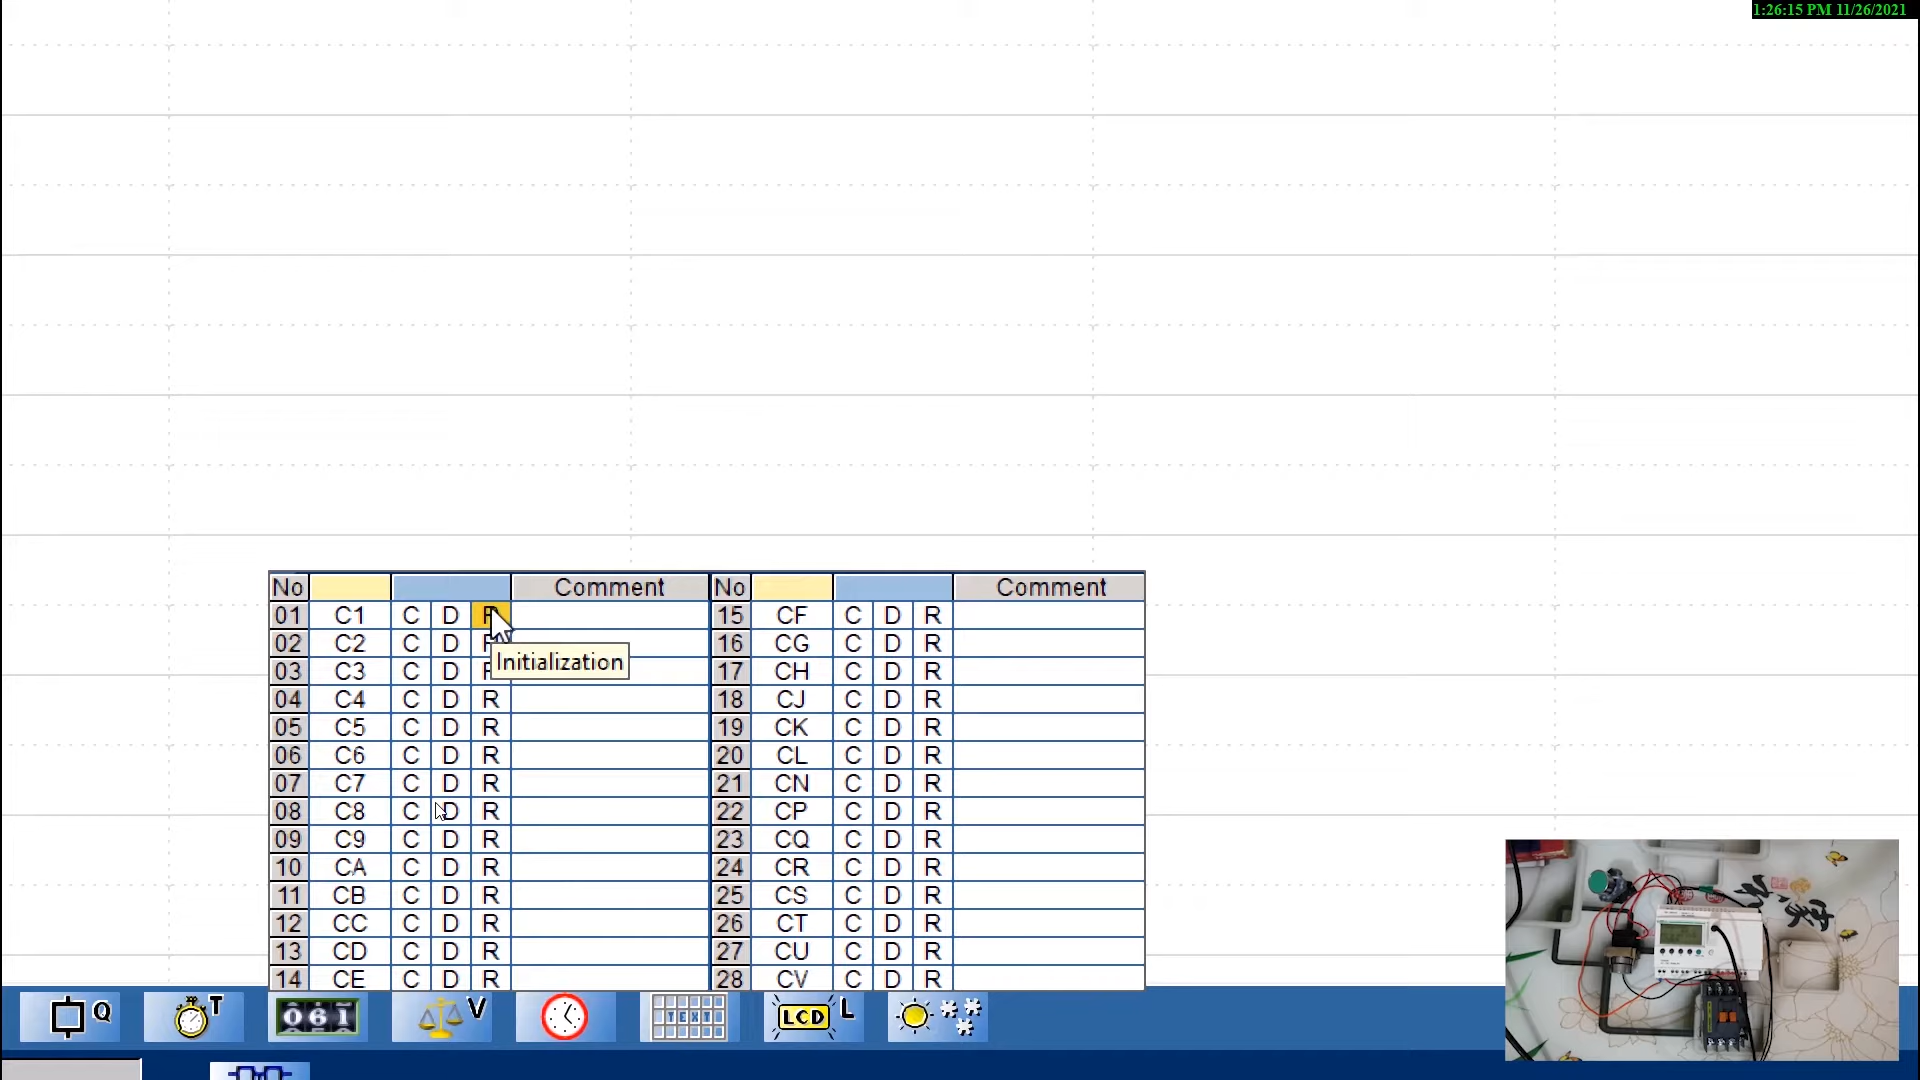 1:26:15 PM 11/26/2021
No Comment No Comment
01 C1 C D R 15 CF C D R
02 C2 C D R 16 CG C D R
Initialization
03 C3 C D 17 CH C D R
04 C4 C D R 18 CJ C D R
05 C5 C D R 19 CK C D R
06 C6 C D R 20 CL C D R
07 C7 C D R 21 CN C D R
08 C8 C D R 22 CP C D R
09 C9 C D R 23 CQ C D R
10 CA C D R 24 CR C D R
11 CB C D R 25 CS C D R
12 CC C D R 26 CT C D R
13 CD C D R 27 CU C D R
14 CE C D R 28 CV C D R
Q T 061 V TEXT LCD L